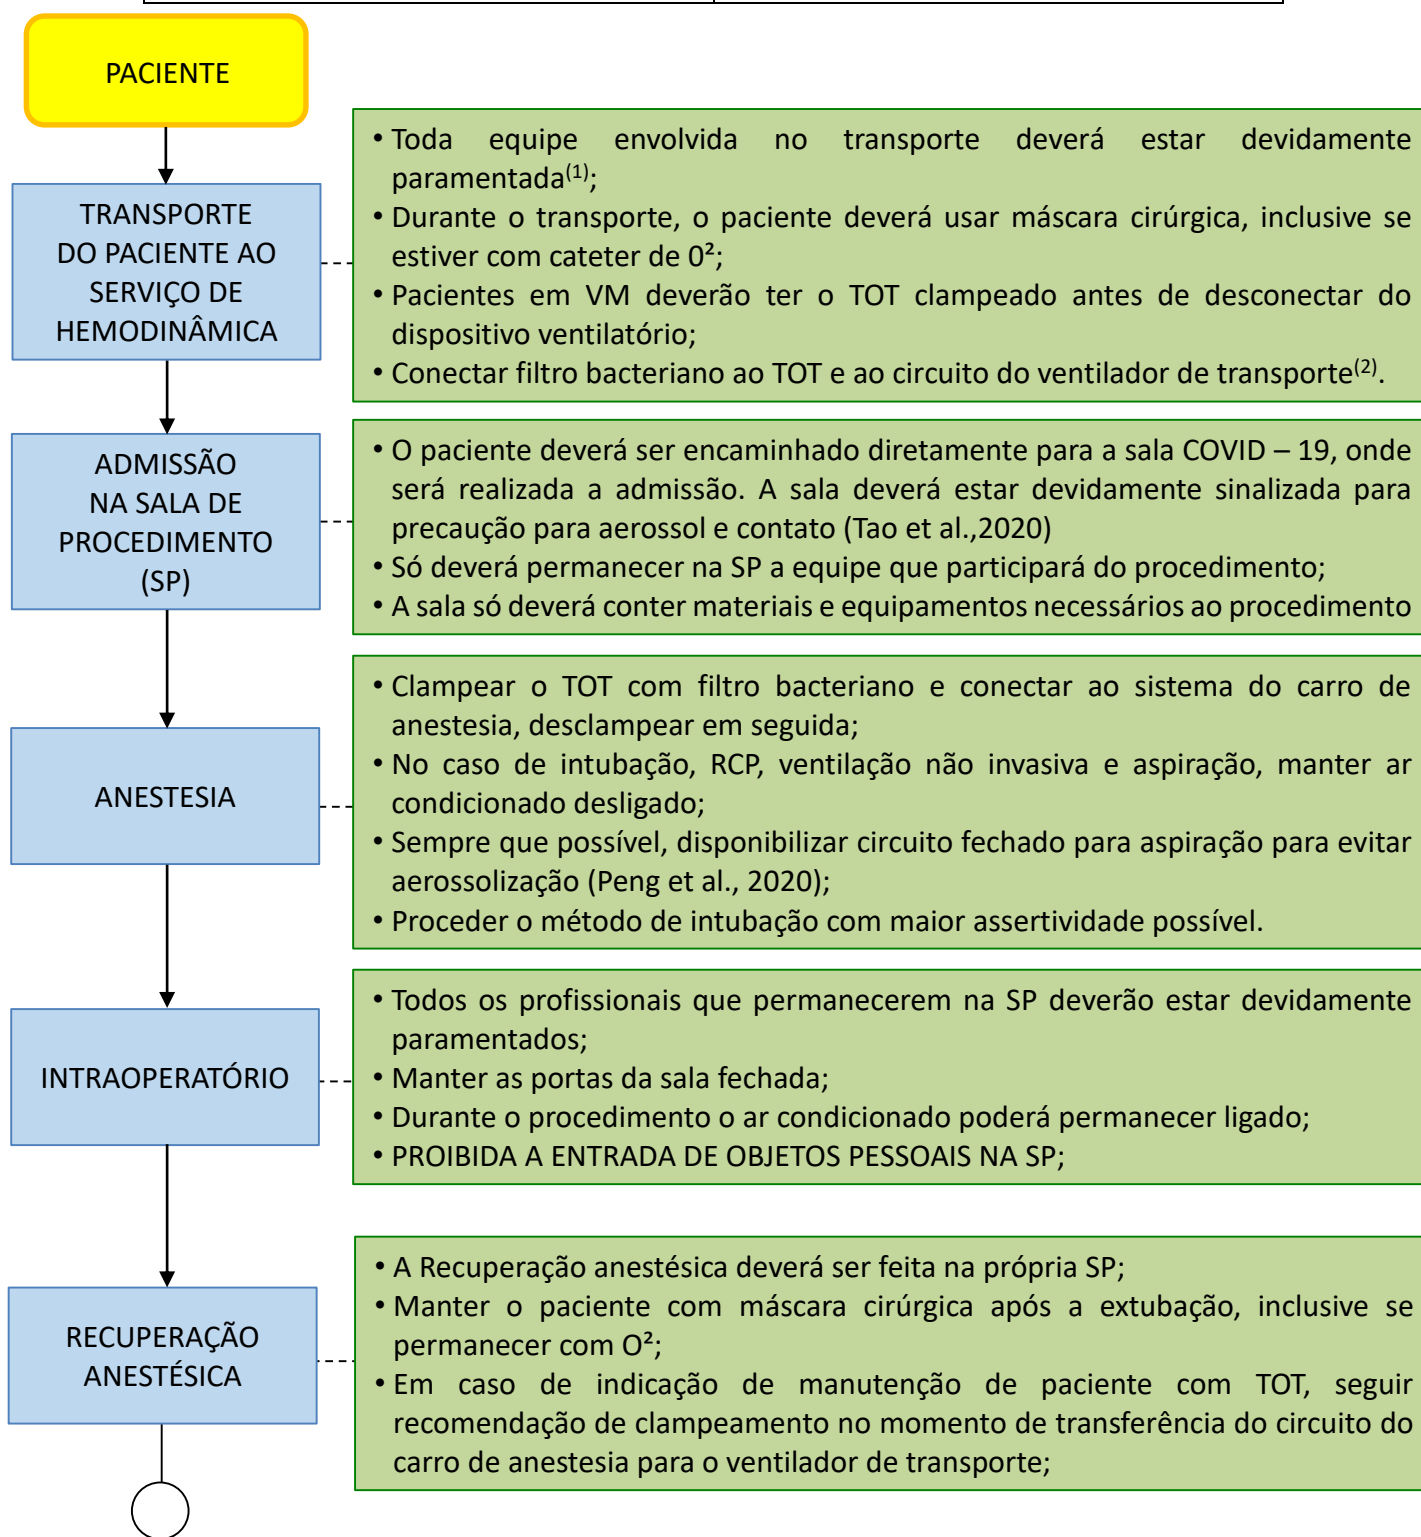 PACIENTE
TRANSPORTE
DO PACIENTE AO
SERVIÇO DE
HEMODINÂMICA
• Toda equipe envolvida no transporte deverá estar devidamente
paramentada⁽¹⁾;
• Durante o transporte, o paciente deverá usar máscara cirúrgica, inclusive se
estiver com cateter de 0²;
• Pacientes em VM deverão ter o TOT clampeado antes de desconectar do
dispositivo ventilatório;
• Conectar filtro bacteriano ao TOT e ao circuito do ventilador de transporte⁽²⁾.
ADMISSÃO
NA SALA DE
PROCEDIMENTO
(SP)
• O paciente deverá ser encaminhado diretamente para a sala COVID – 19, onde
será realizada a admissão. A sala deverá estar devidamente sinalizada para
precaução para aerossol e contato (Tao et al.,2020)
• Só deverá permanecer na SP a equipe que participará do procedimento;
• A sala só deverá conter materiais e equipamentos necessários ao procedimento
ANESTESIA
• Clampear o TOT com filtro bacteriano e conectar ao sistema do carro de
anestesia, desclampear em seguida;
• No caso de intubação, RCP, ventilação não invasiva e aspiração, manter ar
condicionado desligado;
• Sempre que possível, disponibilizar circuito fechado para aspiração para evitar
aerossolização (Peng et al., 2020);
• Proceder o método de intubação com maior assertividade possível.
INTRAOPERATÓRIO
• Todos os profissionais que permanecerem na SP deverão estar devidamente
paramentados;
• Manter as portas da sala fechada;
• Durante o procedimento o ar condicionado poderá permanecer ligado;
• PROIBIDA A ENTRADA DE OBJETOS PESSOAIS NA SP;
RECUPERAÇÃO
ANESTÉSICA
• A Recuperação anestésica deverá ser feita na própria SP;
• Manter o paciente com máscara cirúrgica após a extubação, inclusive se
permanecer com O²;
• Em caso de indicação de manutenção de paciente com TOT, seguir
recomendação de clampeamento no momento de transferência do circuito do
carro de anestesia para o ventilador de transporte;